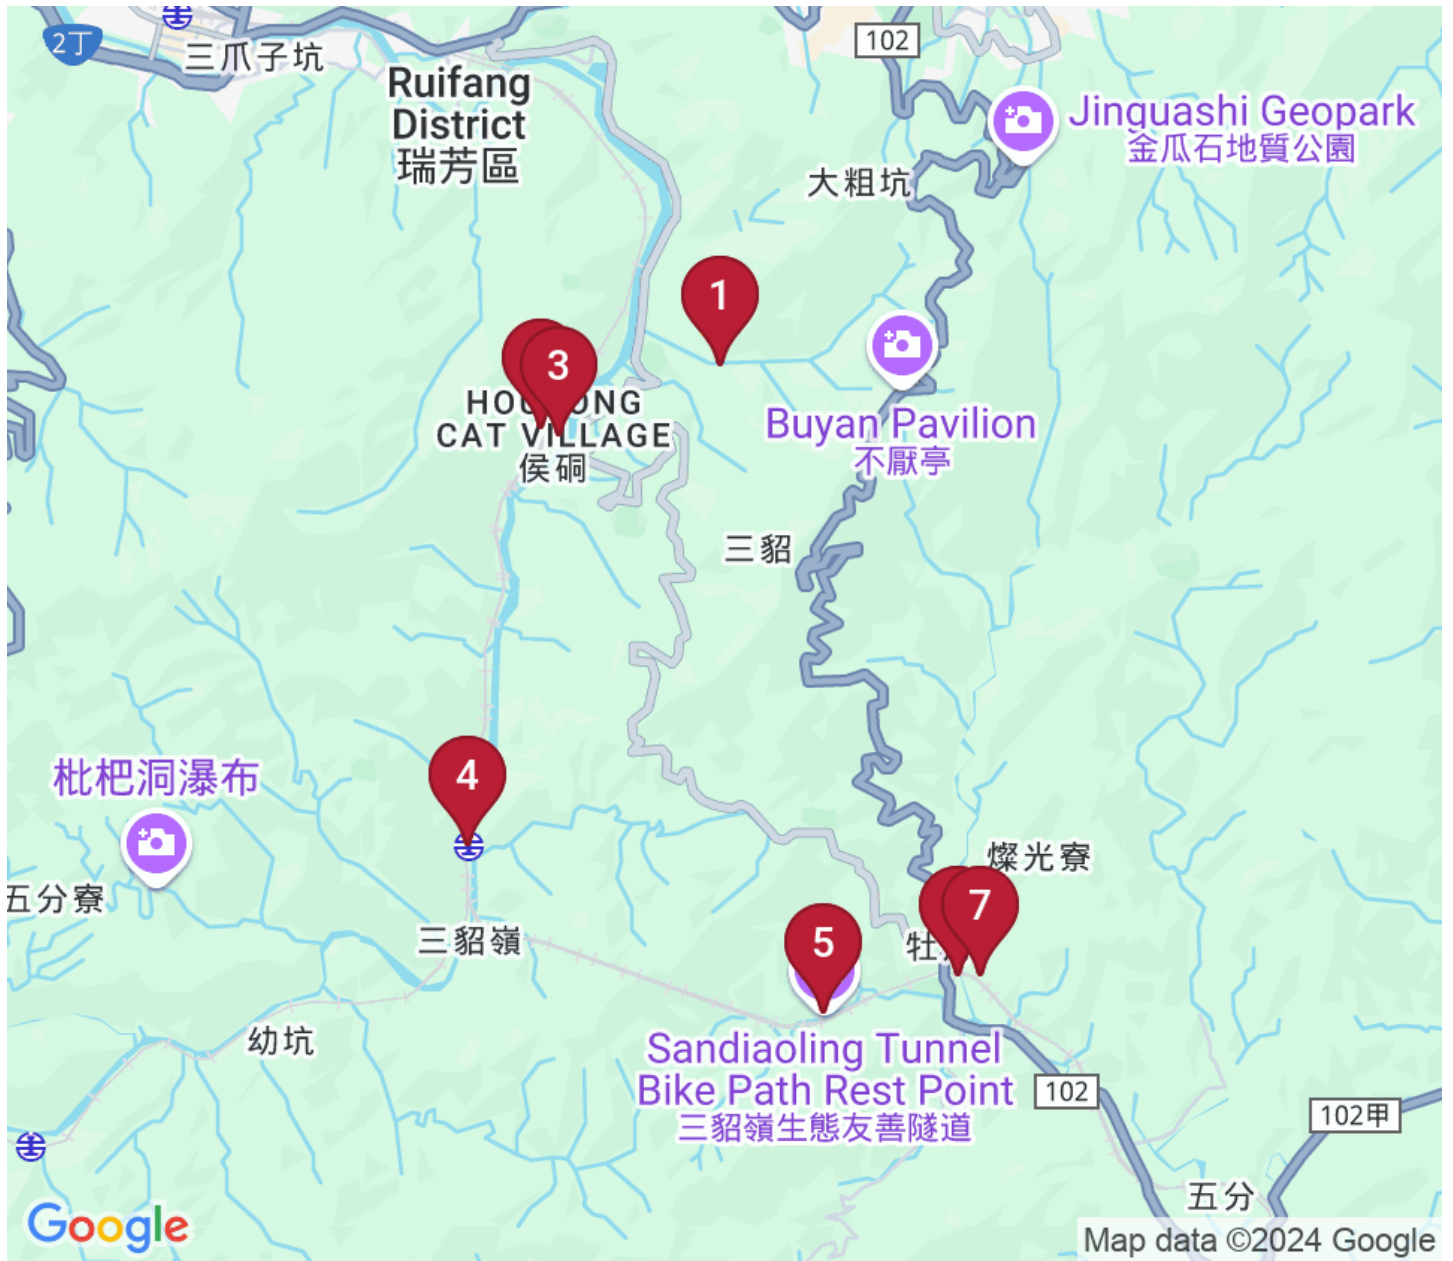 2丁
三爪子坑
102
Ruifang
District
瑞芳區
Jinguashi Geopark
金瓜石地質公園
大粗坑
1
3
CAT VILLAGE
侯硐
Buyan Pavilion
不厭亭
三貂
4
枇杷洞瀑布
五分寮
三貂嶺
燦光寮
7
5
牡
幼坑
Sandiaoling Tunnel
Bike Path Rest Point
三貂嶺生態友善隧道
102
102甲
五分
Google
Map data ©2024 Google